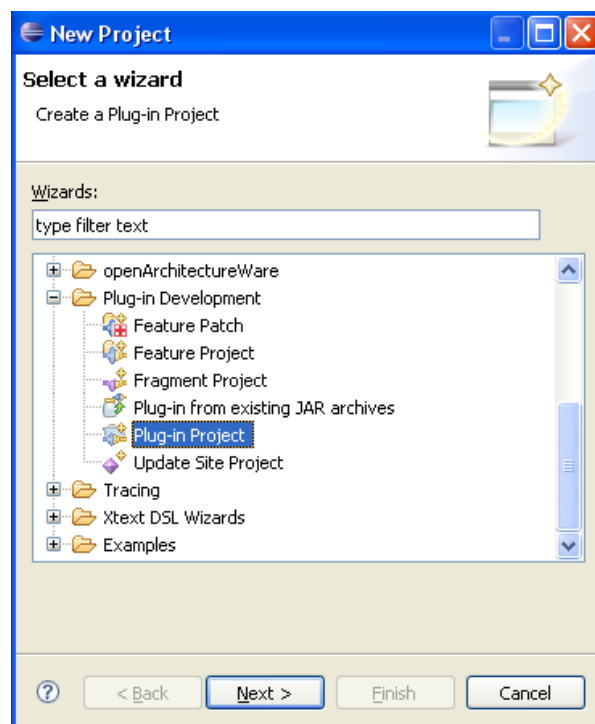 New Project
Select a wizard
Create a Plug-in Project
Wizards:
type filter text
openArchitectureWare
Plug-in Development
Feature Patch
Feature Project
Fragment Project
Plug-in from existing JAR archives
Plug-in Project
Update Site Project
Tracing
Xtext DSL Wizards
Examples
? < Back Next > Finish Cancel